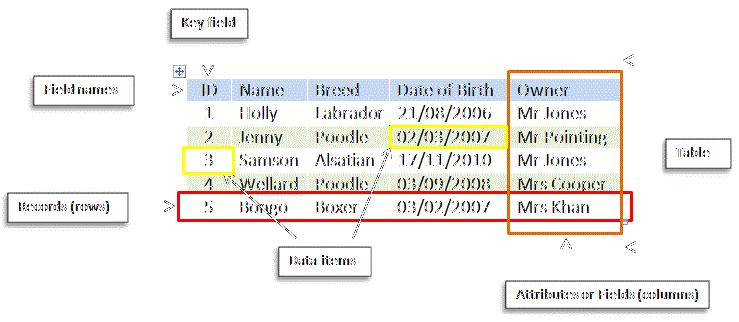 Key field
Field names
ID Name Breed Date of Birth Owner
1 Holly Labrador 21/08/2006 Mr Jones
2 Jenny Poodle 02/03/2007 Mr Pointing
3 Samson Alsatian 17/11/2010 Mr Jones
Table
4 Wellard Poodle 03/09/2008 Mrs Cooper
Records (rows)
5 Bongo Boxer 03/02/2007 Mrs Khan
Data items
Attributes or Fields (columns)